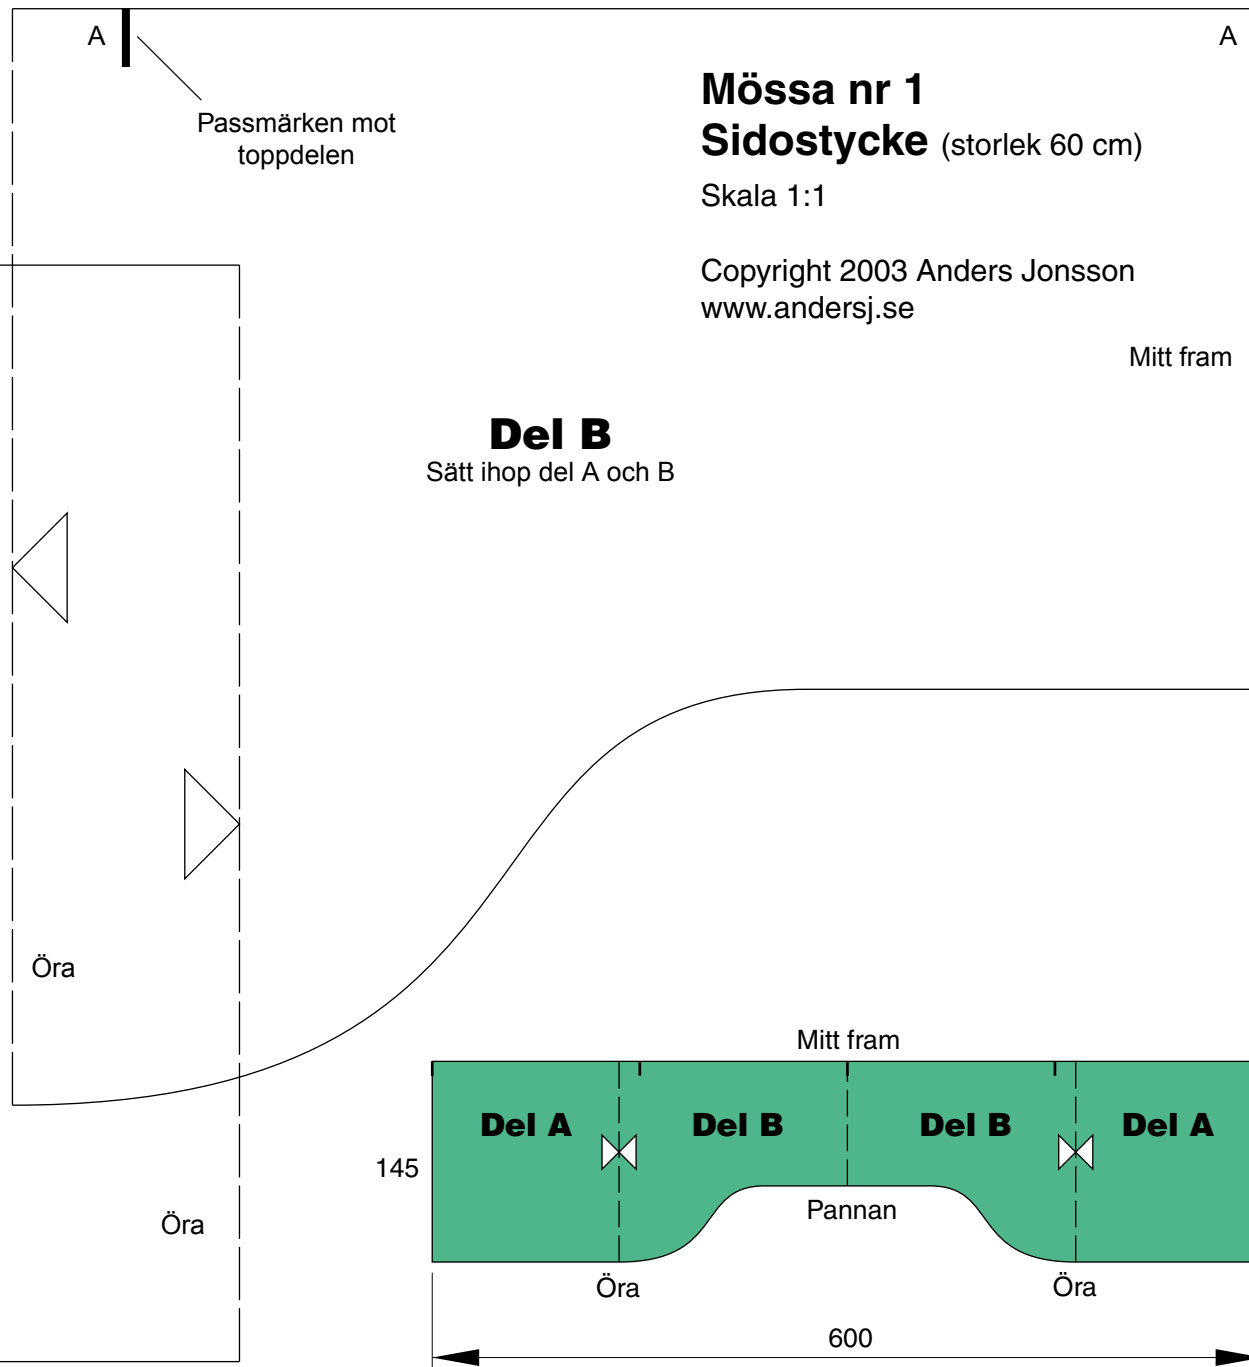 A
A
Passmärken mot
toppdelen
Mössa nr 1
Sidostycke (storlek 60 cm)
Skala 1:1
Copyright 2003 Anders Jonsson
www.andersj.se
Mitt fram
Del B
Sätt ihop del A och B
Öra
Öra
Mitt fram
Del A
Del B
Del B
Del A
145
Pannan
Öra
Öra
600